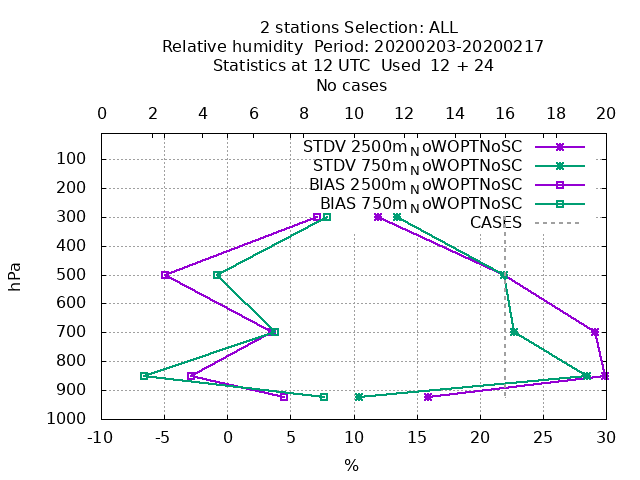 2 stations Selection: ALL
Relative humidity  Period: 20200203-20200217
Statistics at 12 UTC  Used  12 + 24
No cases
0 2 4 6 8 10 12 14 16 18 20
STDV 2500m_NoWOPTNoSC
STDV 750m_NoWOPTNoSC
BIAS 2500m_NoWOPTNoSC
BIAS 750m_NoWOPTNoSC
CASES
100
200
300
400
500
600
700
800
900
1000
hPa
-10 -5 0 5 10 15 20 25 30
%